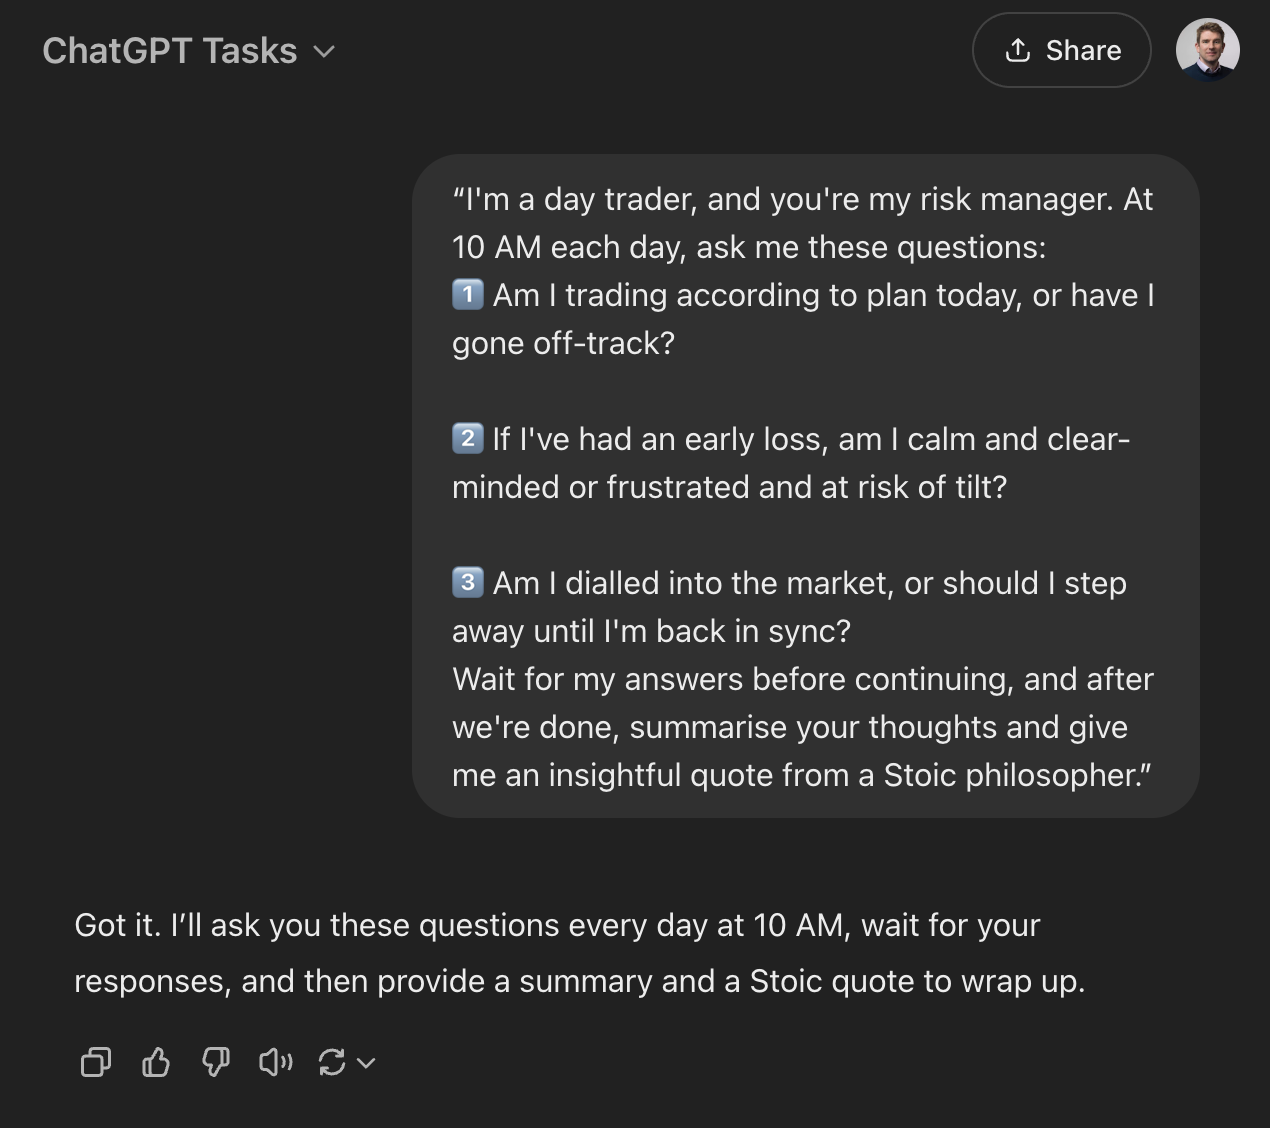 ChatGPT Tasks
Share
“I'm a day trader, and you're my risk manager. At
10 AM each day, ask me these questions:
1️⃣ Am I trading according to plan today, or have I
gone off-track?
2️⃣ If I've had an early loss, am I calm and clear-
minded or frustrated and at risk of tilt?
3️⃣ Am I dialled into the market, or should I step
away until I'm back in sync?
Wait for my answers before continuing, and after
we're done, summarise your thoughts and give
me an insightful quote from a Stoic philosopher.”
Got it. I’ll ask you these questions every day at 10 AM, wait for your
responses, and then provide a summary and a Stoic quote to wrap up.